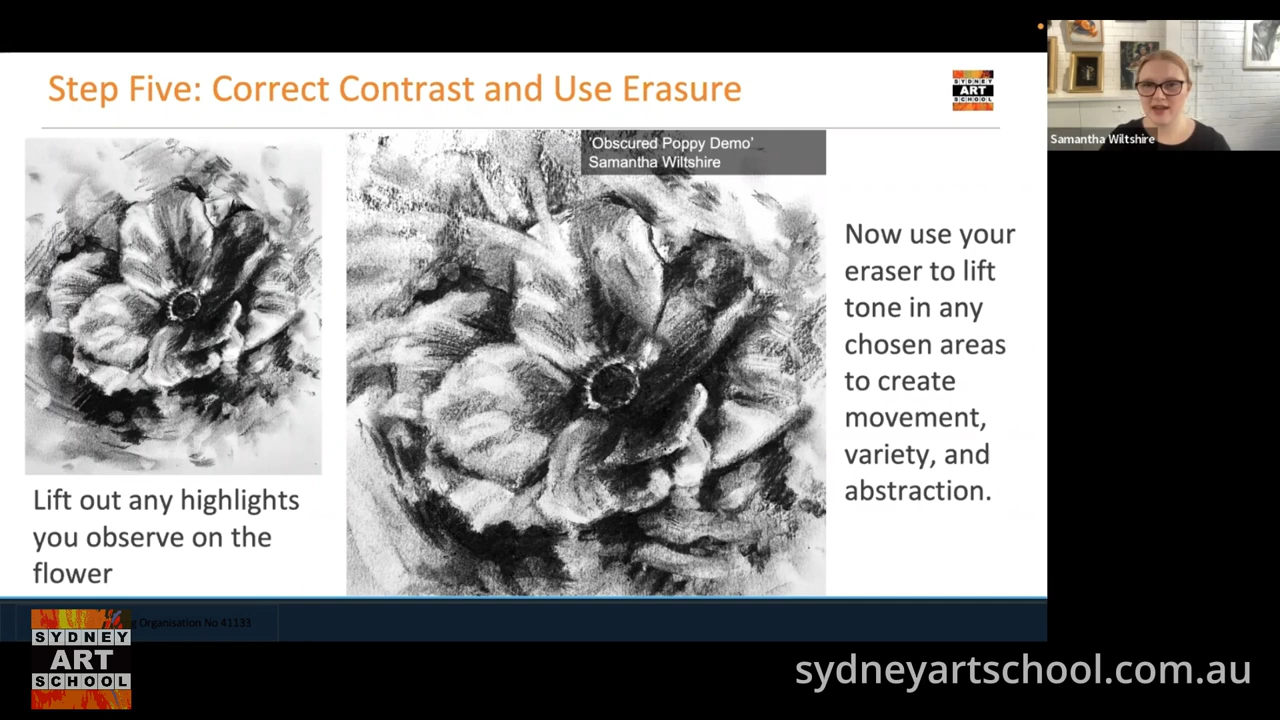 Step Five: Correct Contrast and Use Erasure
SYDNEY
ART
SCHOOL
'Obscured Poppy Demo'
Samantha Wiltshire
Samantha Wiltshire
Now use your
eraser to lift
tone in any
chosen areas
to create
movement,
variety, and
abstraction.
Lift out any highlights
you observe on the
flower
Organisation No 41133
SYDNEY
ART
SCHOOL
sydneyartschool.com.au